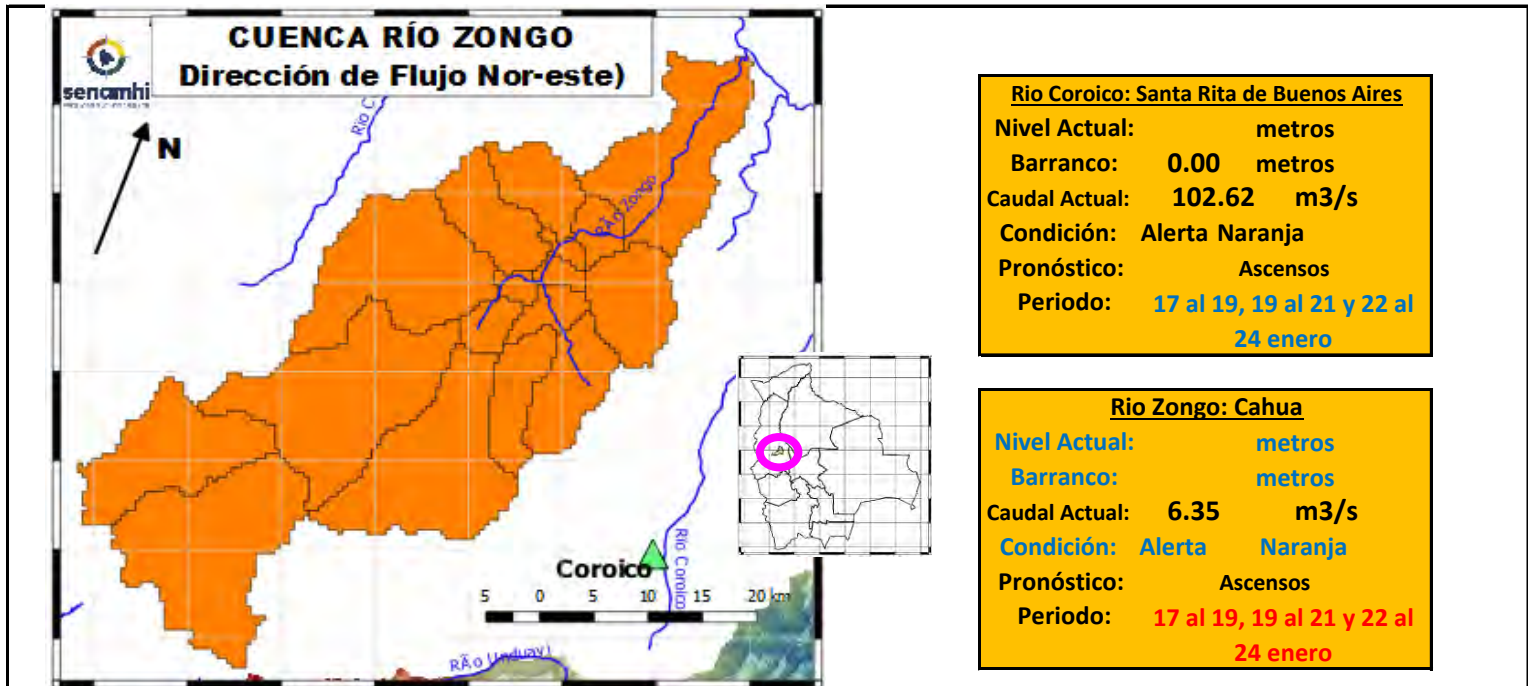 CUENCA RÍO ZONGO
Dirección de Flujo Nor-este)
senamhi
N
Río C
RÃo Zongo
Coroico
Río Coroico
5 0 5 10 15 20 km
RÃo Unduavi
Rio Coroico: Santa Rita de Buenos Aires
Nivel Actual: metros
Barranco: 0.00 metros
Caudal Actual: 102.62 m3/s
Condición: Alerta Naranja
Pronóstico: Ascensos
Periodo: 17 al 19, 19 al 21 y 22 al
24 enero
Rio Zongo: Cahua
Nivel Actual: metros
Barranco: metros
Caudal Actual: 6.35 m3/s
Condición: Alerta Naranja
Pronóstico: Ascensos
Periodo: 17 al 19, 19 al 21 y 22 al
24 enero